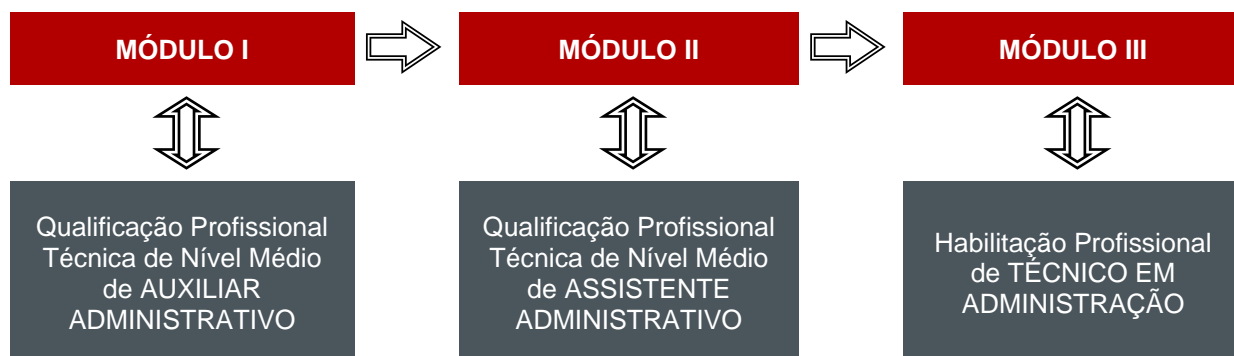 MÓDULO I
MÓDULO II
MÓDULO III
Qualificação Profissional
Técnica de Nível Médio
de AUXILIAR
ADMINISTRATIVO
Qualificação Profissional
Técnica de Nível Médio
de ASSISTENTE
ADMINISTRATIVO
Habilitação Profissional
de TÉCNICO EM
ADMINISTRAÇÃO